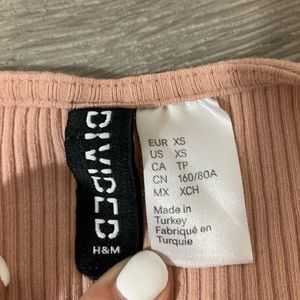 DIVIDED
H&M
EUR XS
US XS
CA TP
CN 160/80A
MX XCH
Made in
Turkey
Fabriqué en
Turquie